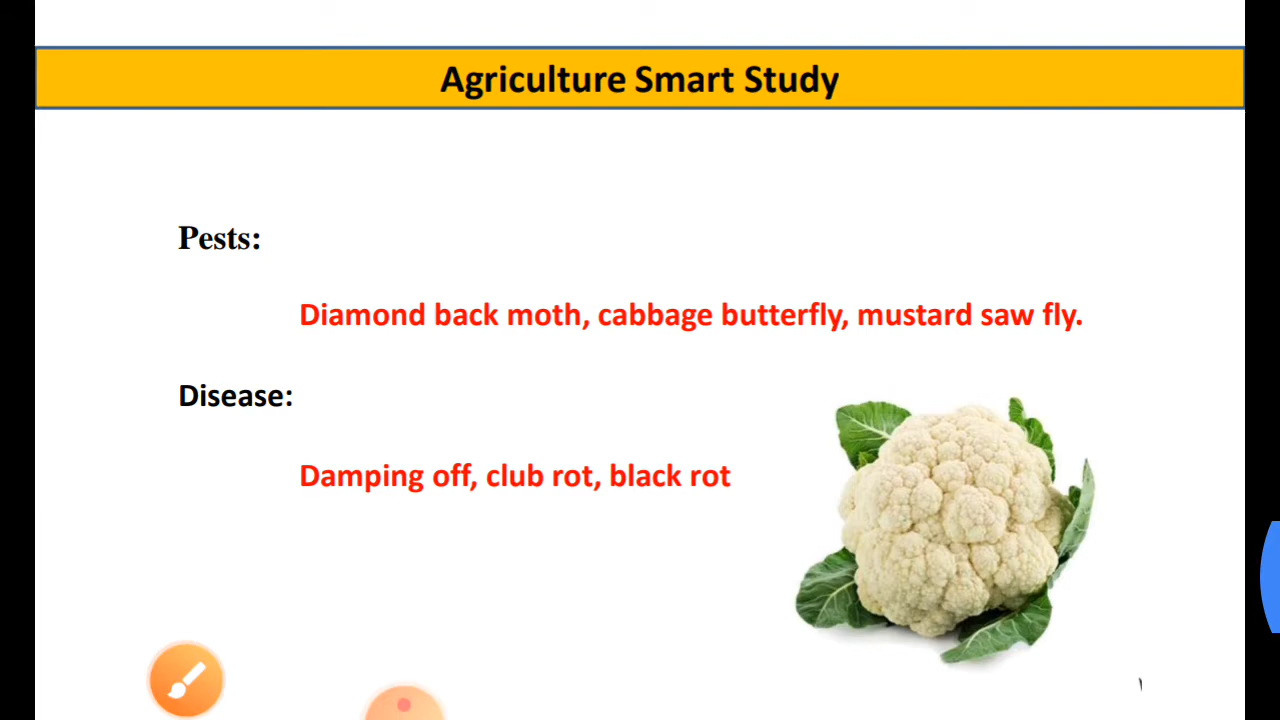 Agriculture Smart Study
Pests:
Diamond back moth, cabbage butterfly, mustard saw fly.
Disease:
Damping off, club rot, black rot